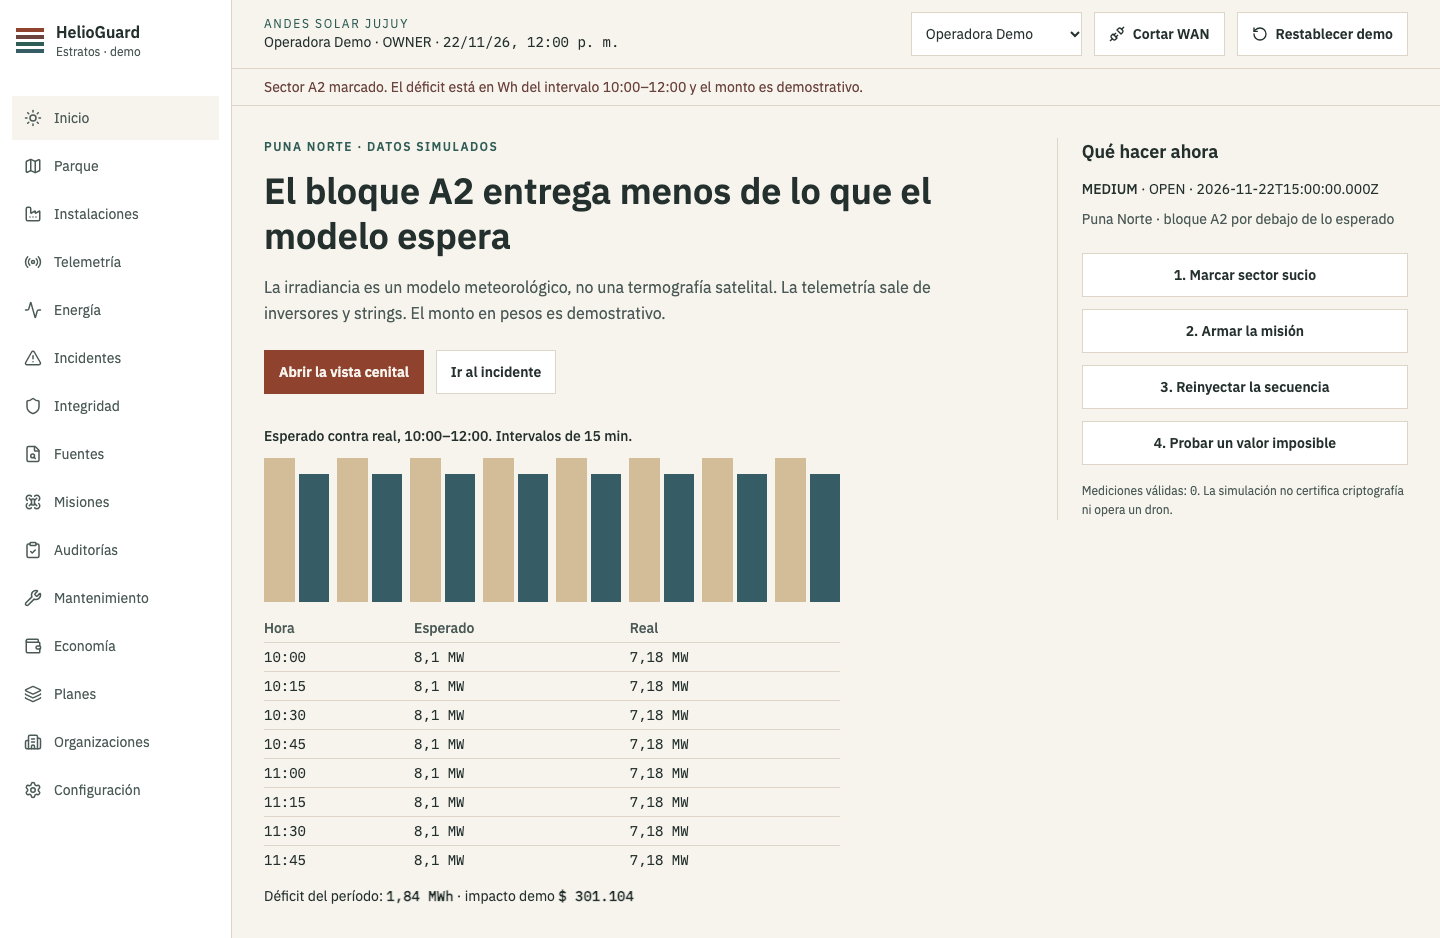 HelioGuard
Estratos · demo
Inicio
Parque
Instalaciones
Telemetría
Energía
Incidentes
Integridad
Fuentes
Misiones
Auditorías
Mantenimiento
Economía
Planes
Organizaciones
Configuración
ANDES SOLAR JUJUY
Operadora Demo · OWNER · 22/11/26, 12:00 p. m.
Operadora Demo
Cortar WAN
Restablecer demo
Sector A2 marcado. El déficit está en Wh del intervalo 10:00–12:00 y el monto es demostrativo.
PUNA NORTE · DATOS SIMULADOS
El bloque A2 entrega menos de lo que el
modelo espera
La irradiancia es un modelo meteorológico, no una termografía satelital. La telemetría sale de
inversores y strings. El monto en pesos es demostrativo.
Abrir la vista cenital
Ir al incidente
Esperado contra real, 10:00–12:00. Intervalos de 15 min.
Hora Esperado Real
10:00 8,1 MW 7,18 MW
10:15 8,1 MW 7,18 MW
10:30 8,1 MW 7,18 MW
10:45 8,1 MW 7,18 MW
11:00 8,1 MW 7,18 MW
11:15 8,1 MW 7,18 MW
11:30 8,1 MW 7,18 MW
11:45 8,1 MW 7,18 MW
Déficit del período: 1,84 MWh · impacto demo $ 301.104
Qué hacer ahora
MEDIUM · OPEN · 2026-11-22T15:00:00.000Z
Puna Norte · bloque A2 por debajo de lo esperado
1. Marcar sector sucio
2. Armar la misión
3. Reinyectar la secuencia
4. Probar un valor imposible
Mediciones válidas: 0. La simulación no certifica criptografía
ni opera un dron.